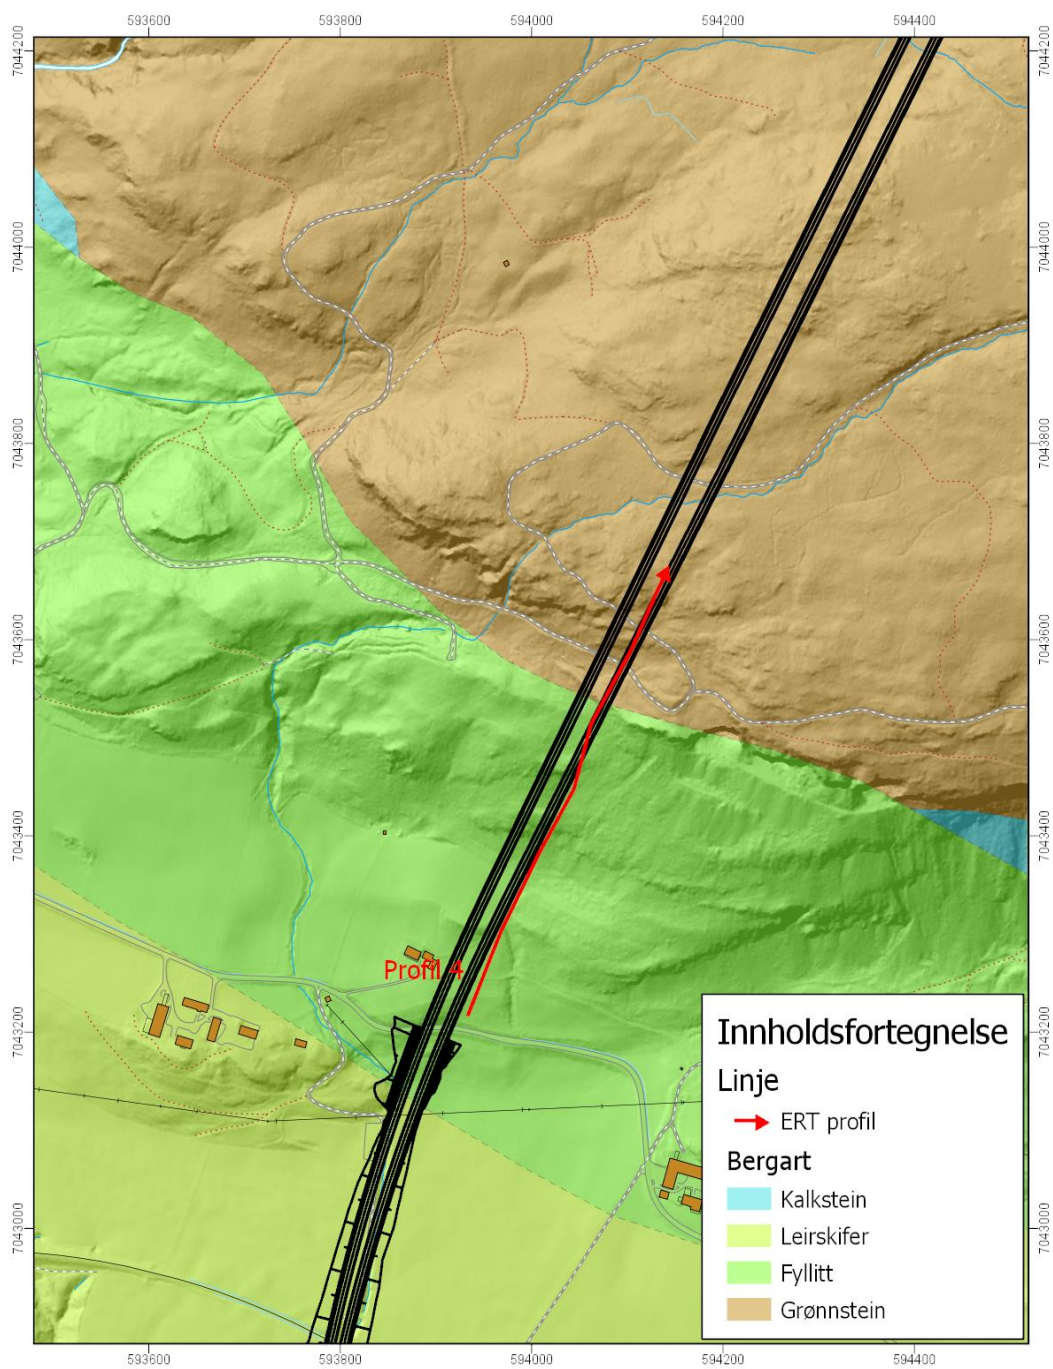 593600 593800 594000 594200 594400
7044200 7044200
7044000 7044000
7043800 7043800
7043600 7043600
7043400 7043400
Profil 4
7043200 7043200
Innholdsfortegnelse
Linje
ERT profil
Bergart
Kalkstein
Leirskifer
Fyllitt
Grønnstein
7043000 7043000
593600 593800 594000 594200 594400